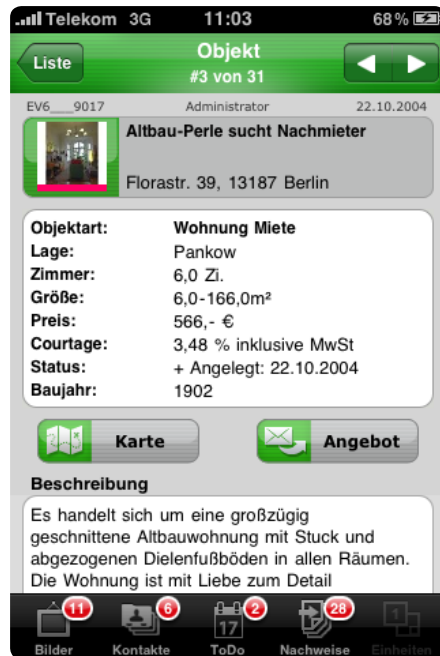 Telekom 3G 11:03 68 %
Liste Objekt
#3 von 31
EV6___9017 Administrator 22.10.2004
Altbau-Perle sucht Nachmieter
Florastr. 39, 13187 Berlin
Objektart: Wohnung Miete
Lage: Pankow
Zimmer: 6,0 Zi.
Größe: 6,0-166,0m²
Preis: 566,- €
Courtage: 3,48 % inklusive MwSt
Status: + Angelegt: 22.10.2004
Baujahr: 1902
Karte Angebot
Beschreibung
Es handelt sich um eine großzügig
geschnittene Altbauwohnung mit Stuck und
abgezogenen Dielenfußböden in allen Räumen.
Die Wohnung ist mit Liebe zum Detail
11 6 2 28
17 1
Bilder Kontakte ToDo Nachweise Einheiten